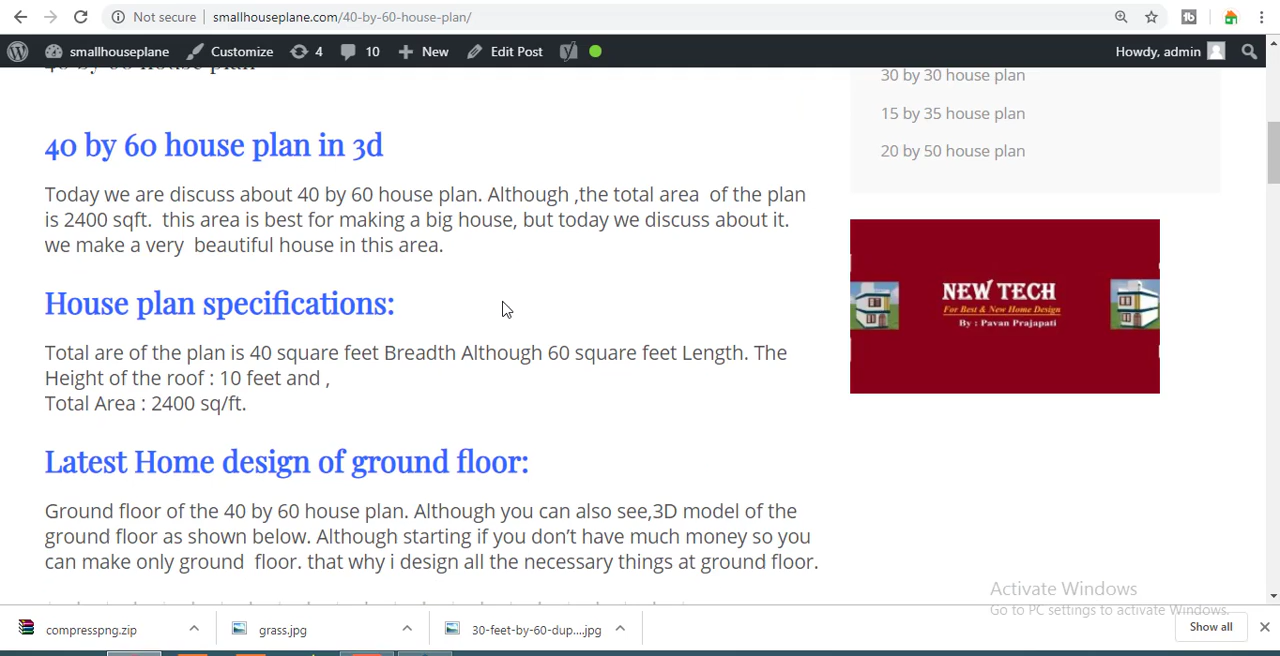 Not secure | smallhouseplane.com/40-by-60-house-plan/
smallhouseplane Customize 4 10 New Edit Post Howdy, admin
40 by 60 house plan
30 by 30 house plan
15 by 35 house plan
20 by 50 house plan
40 by 60 house plan in 3d
Today we are discuss about 40 by 60 house plan. Although ,the total area of the plan
is 2400 sqft. this area is best for making a big house, but today we discuss about it.
we make a very beautiful house in this area.
House plan specifications:
Total are of the plan is 40 square feet Breadth Although 60 square feet Length. The
Height of the roof : 10 feet and ,
Total Area : 2400 sq/ft.
Latest Home design of ground floor:
Ground floor of the 40 by 60 house plan. Although you can also see,3D model of the
ground floor as shown below. Although starting if you don’t have much money so you
can make only ground floor. that why i design all the necessary things at ground floor.
NEW TECH
For Best & New Home Design
By : Pavan Prajapati
Activate Windows
Go to PC settings to activate Windows.
compresspng.zip
grass.jpg
30-feet-by-60-dup....jpg
Show all